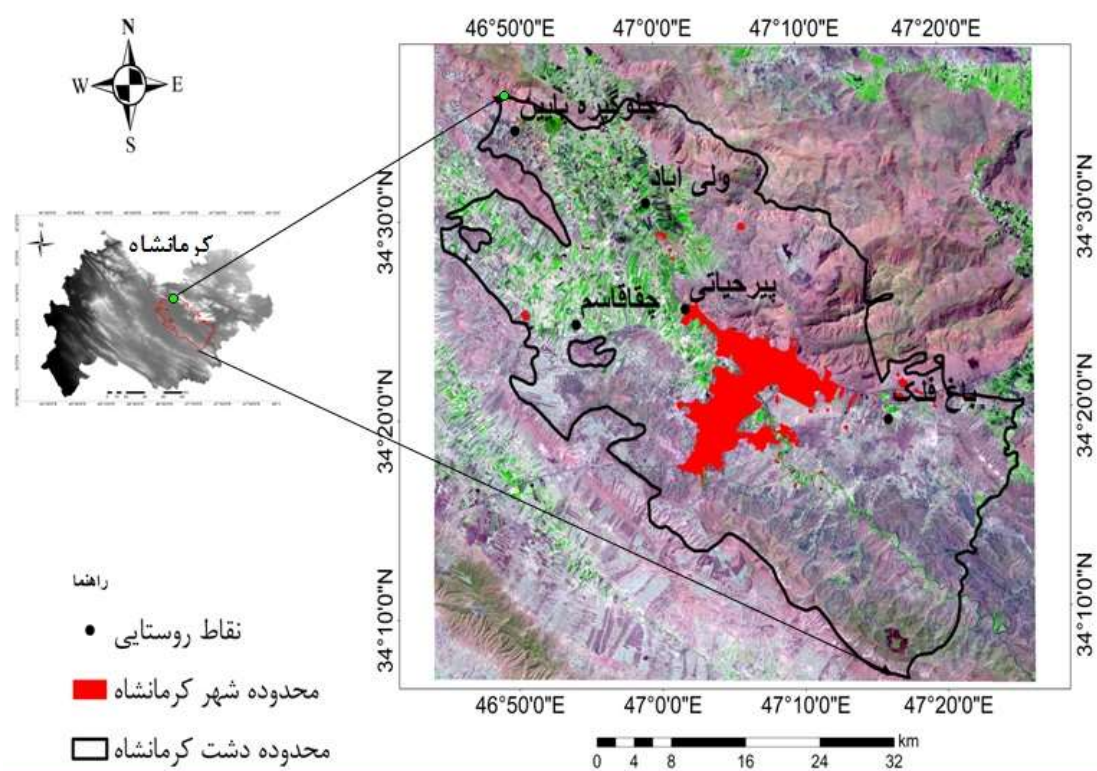 N
W E
S
46°50'0"E 47°0'0"E 47°10'0"E 47°20'0"E
34°30'0"N
34°20'0"N
34°10'0"N
34°30'0"N
34°20'0"N
34°10'0"N
46°50'0"E 47°0'0"E 47°10'0"E 47°20'0"E
جلوگیره پایین
ولی آباد
پیرحیاتی
چقاقاسم
باغ فلک
کرمانشاه
راهنما
نقاط روستایی
محدوده شهر کرمانشاه
محدوده دشت کرمانشاه
km
0 4 8 16 24 32